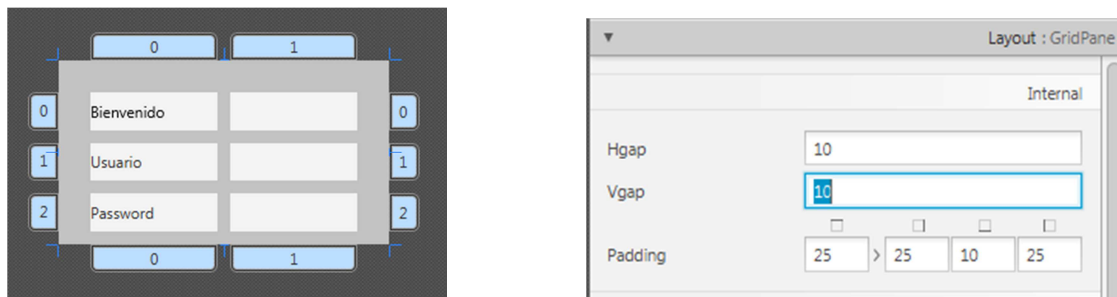 0 1
0 Bienvenido 0
1 Usuario 1
2 Password 2
0 1
Layout : GridPane
Internal
Hgap 10
Vgap 10
Padding 25 > 25 10 25